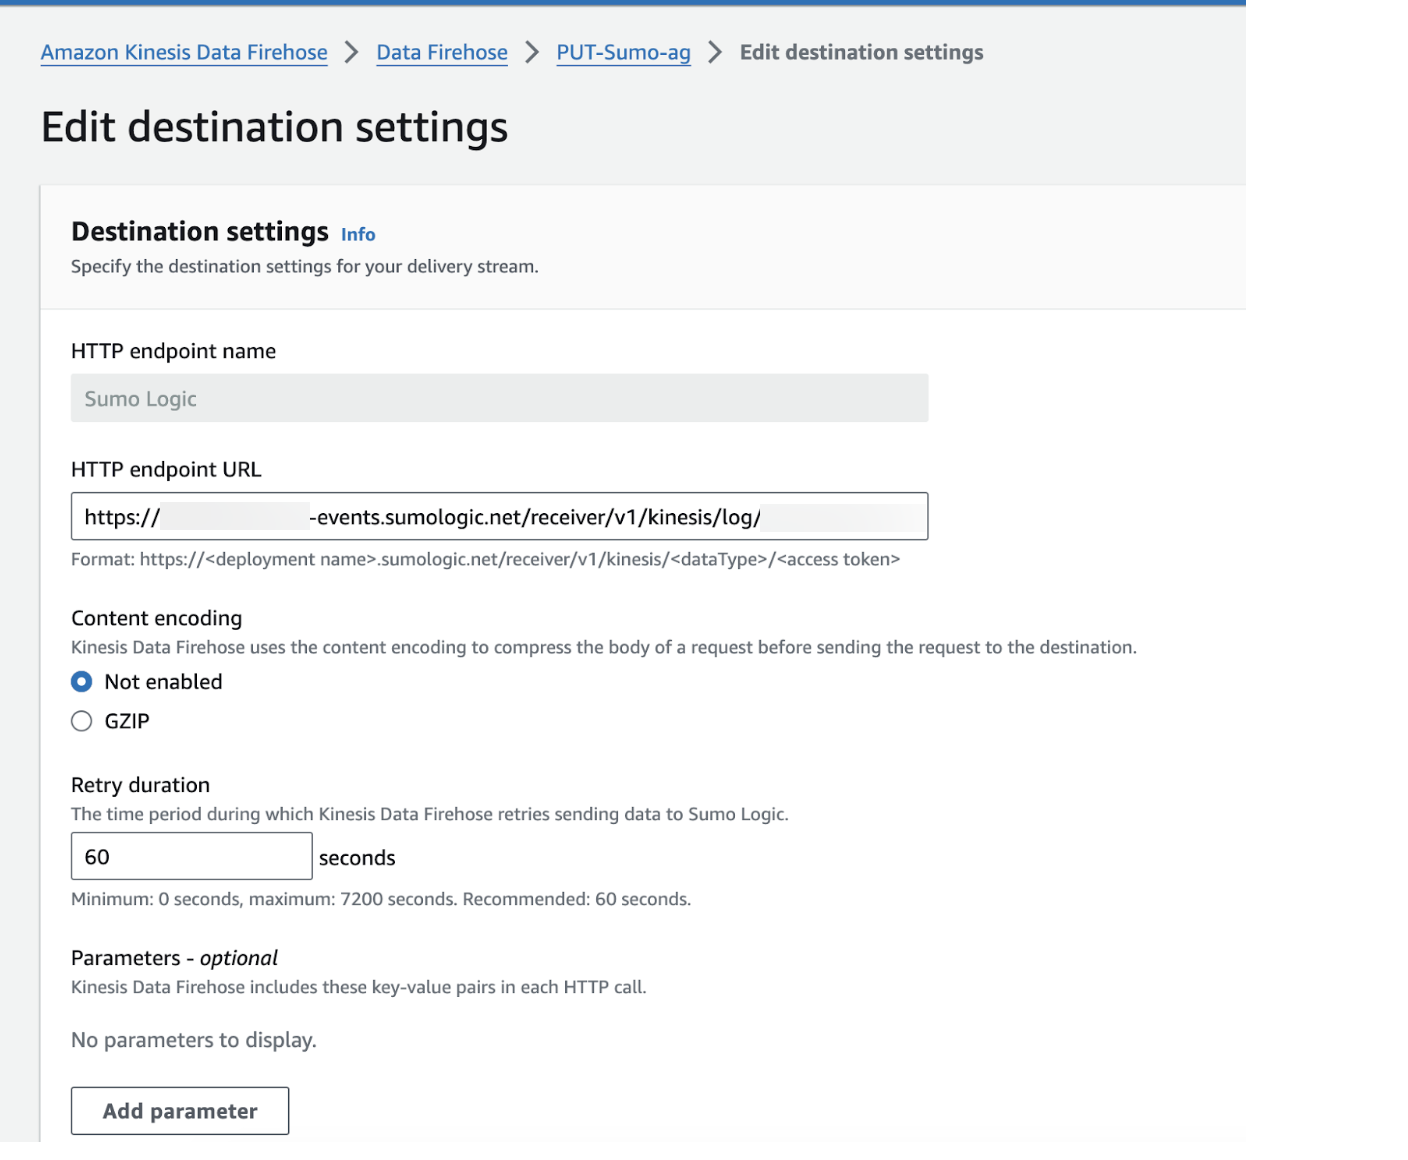 Amazon Kinesis Data Firehose > Data Firehose > PUT-Sumo-ag > Edit destination settings
Edit destination settings
Destination settings Info
Specify the destination settings for your delivery stream.
HTTP endpoint name
Sumo Logic
HTTP endpoint URL
https:// -events.sumologic.net/receiver/v1/kinesis/log/
Format: https://<deployment name>.sumologic.net/receiver/v1/kinesis/<dataType>/<access token>
Content encoding
Kinesis Data Firehose uses the content encoding to compress the body of a request before sending the request to the destination.
Not enabled
GZIP
Retry duration
The time period during which Kinesis Data Firehose retries sending data to Sumo Logic.
60 seconds
Minimum: 0 seconds, maximum: 7200 seconds. Recommended: 60 seconds.
Parameters - optional
Kinesis Data Firehose includes these key-value pairs in each HTTP call.
No parameters to display.
Add parameter